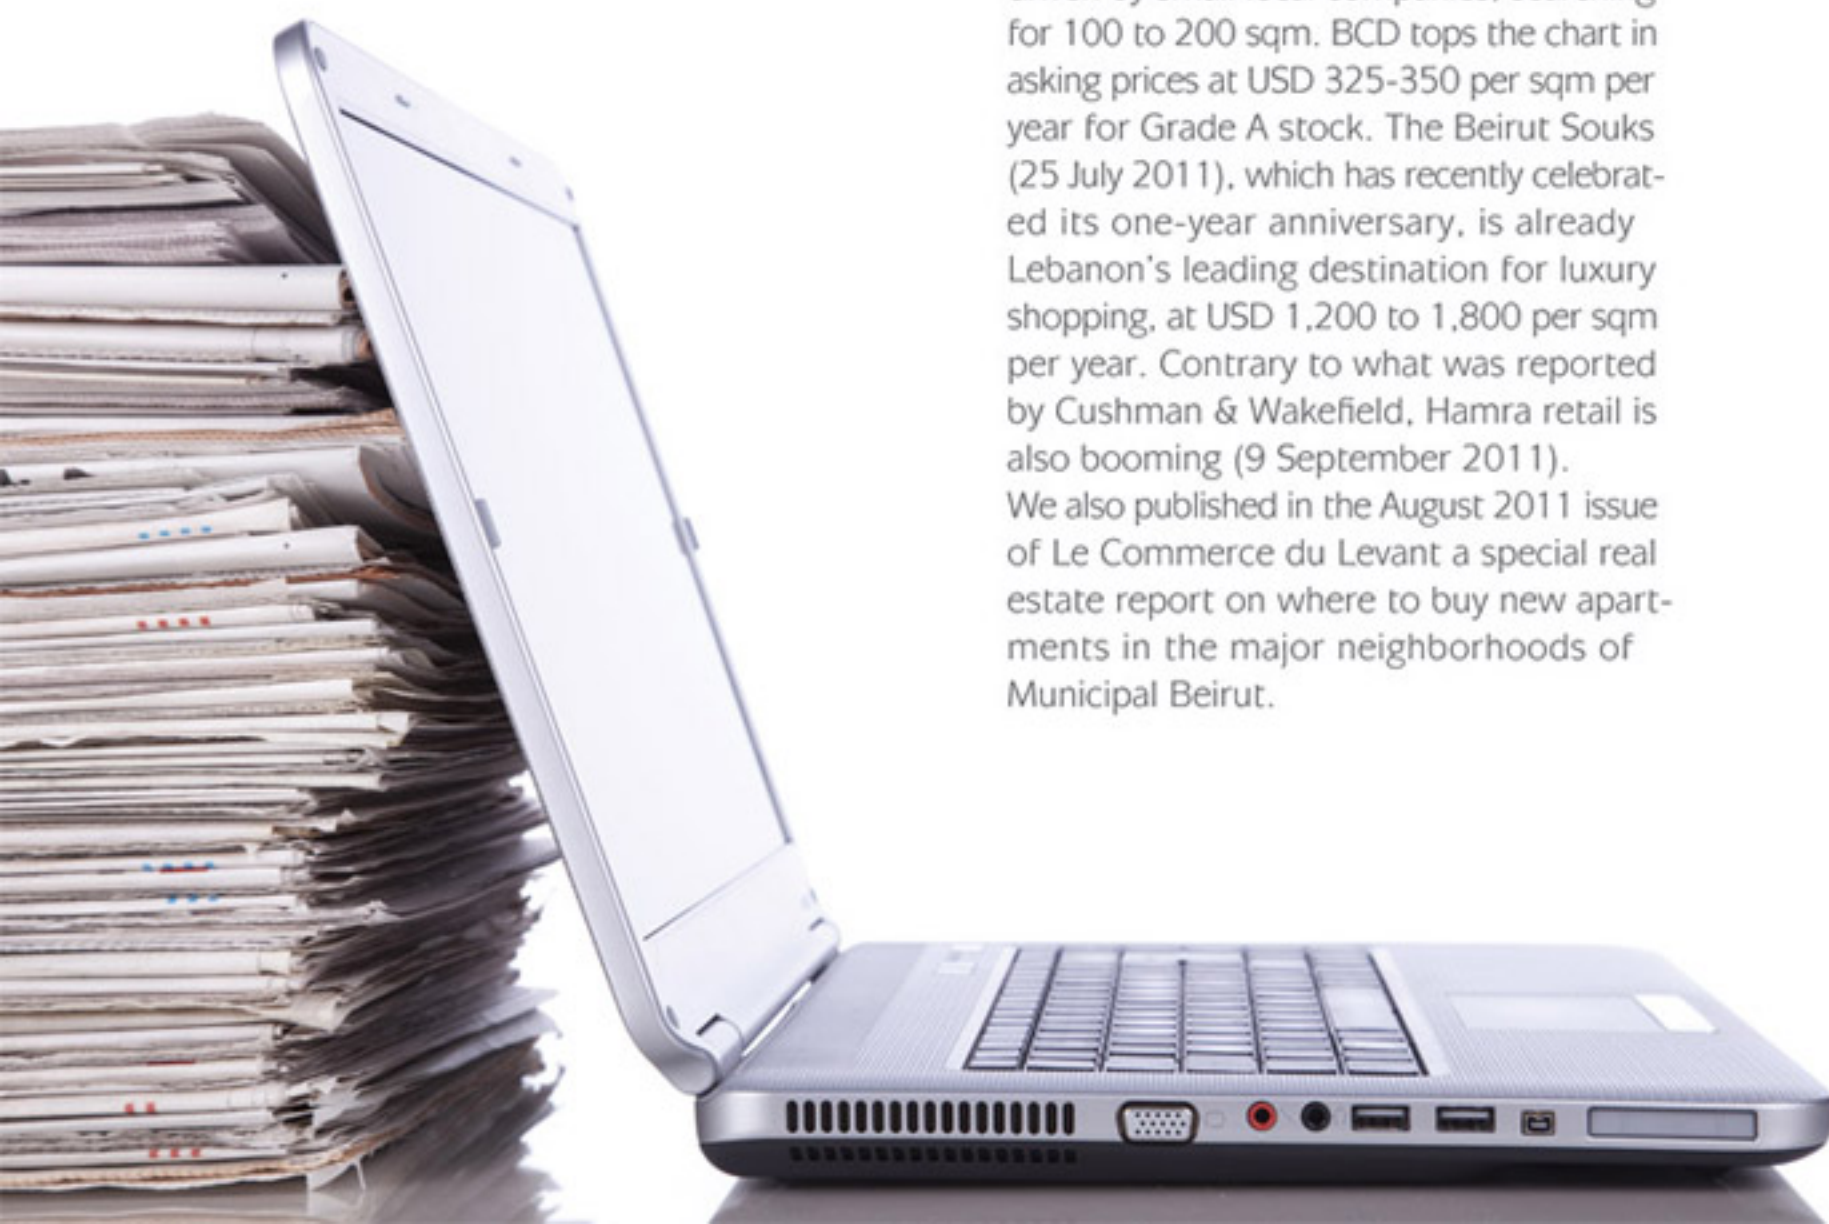 for 100 to 200 sqm. BCD tops the chart in
asking prices at USD 325-350 per sqm per
year for Grade A stock. The Beirut Souks
(25 July 2011), which has recently celebrat-
ed its one-year anniversary, is already
Lebanon's leading destination for luxury
shopping, at USD 1,200 to 1,800 per sqm
per year. Contrary to what was reported
by Cushman & Wakefield, Hamra retail is
also booming (9 September 2011).
We also published in the August 2011 issue
of Le Commerce du Levant a special real
estate report on where to buy new apart-
ments in the major neighborhoods of
Municipal Beirut.